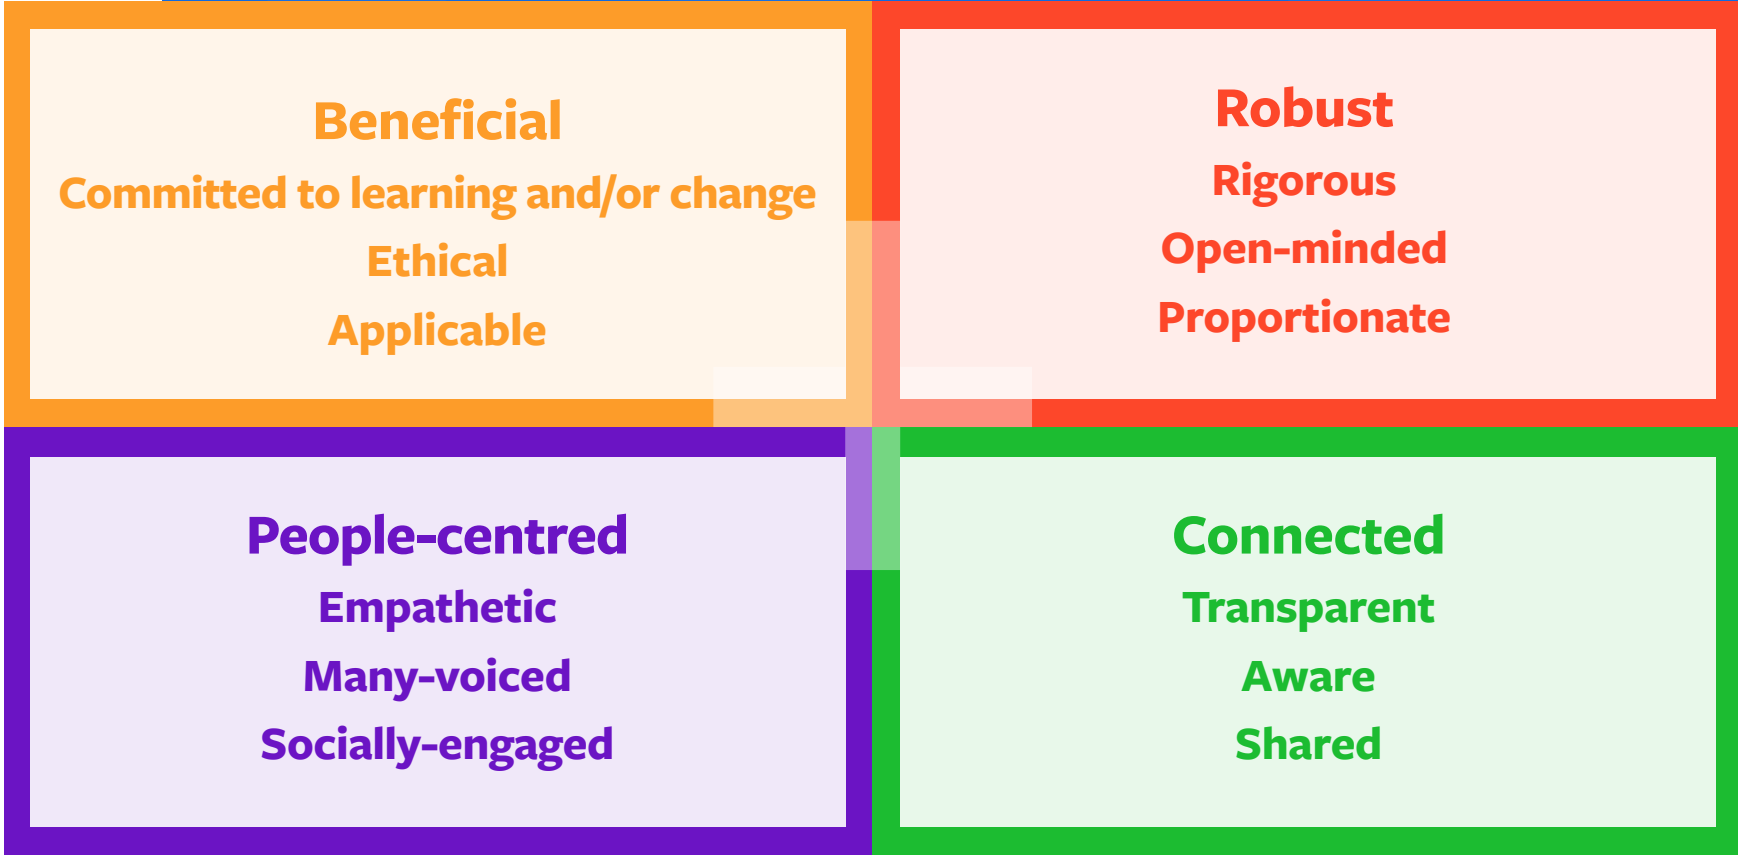 Beneficial
Committed to learning and/or change
Ethical
Applicable
Robust
Rigorous
Open-minded
Proportionate
People-centred
Empathetic
Many-voiced
Socially-engaged
Connected
Transparent
Aware
Shared